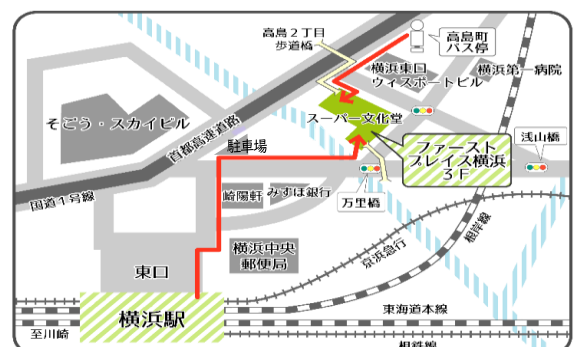 高島２丁目
歩道橋
高島町
バス停
横浜東口
ウィスポートビル
横浜第一病院
そごう・スカイビル
首都高速道路
スーパー文化堂
駐車場
ファースト
プレイス横浜
３Ｆ
浅山橋
国道１号線
崎陽軒
みずほ銀行
万里橋
根岸線
京浜急行
横浜中央
郵便局
東口
横浜駅
東海道本線
至川崎
相鉄線